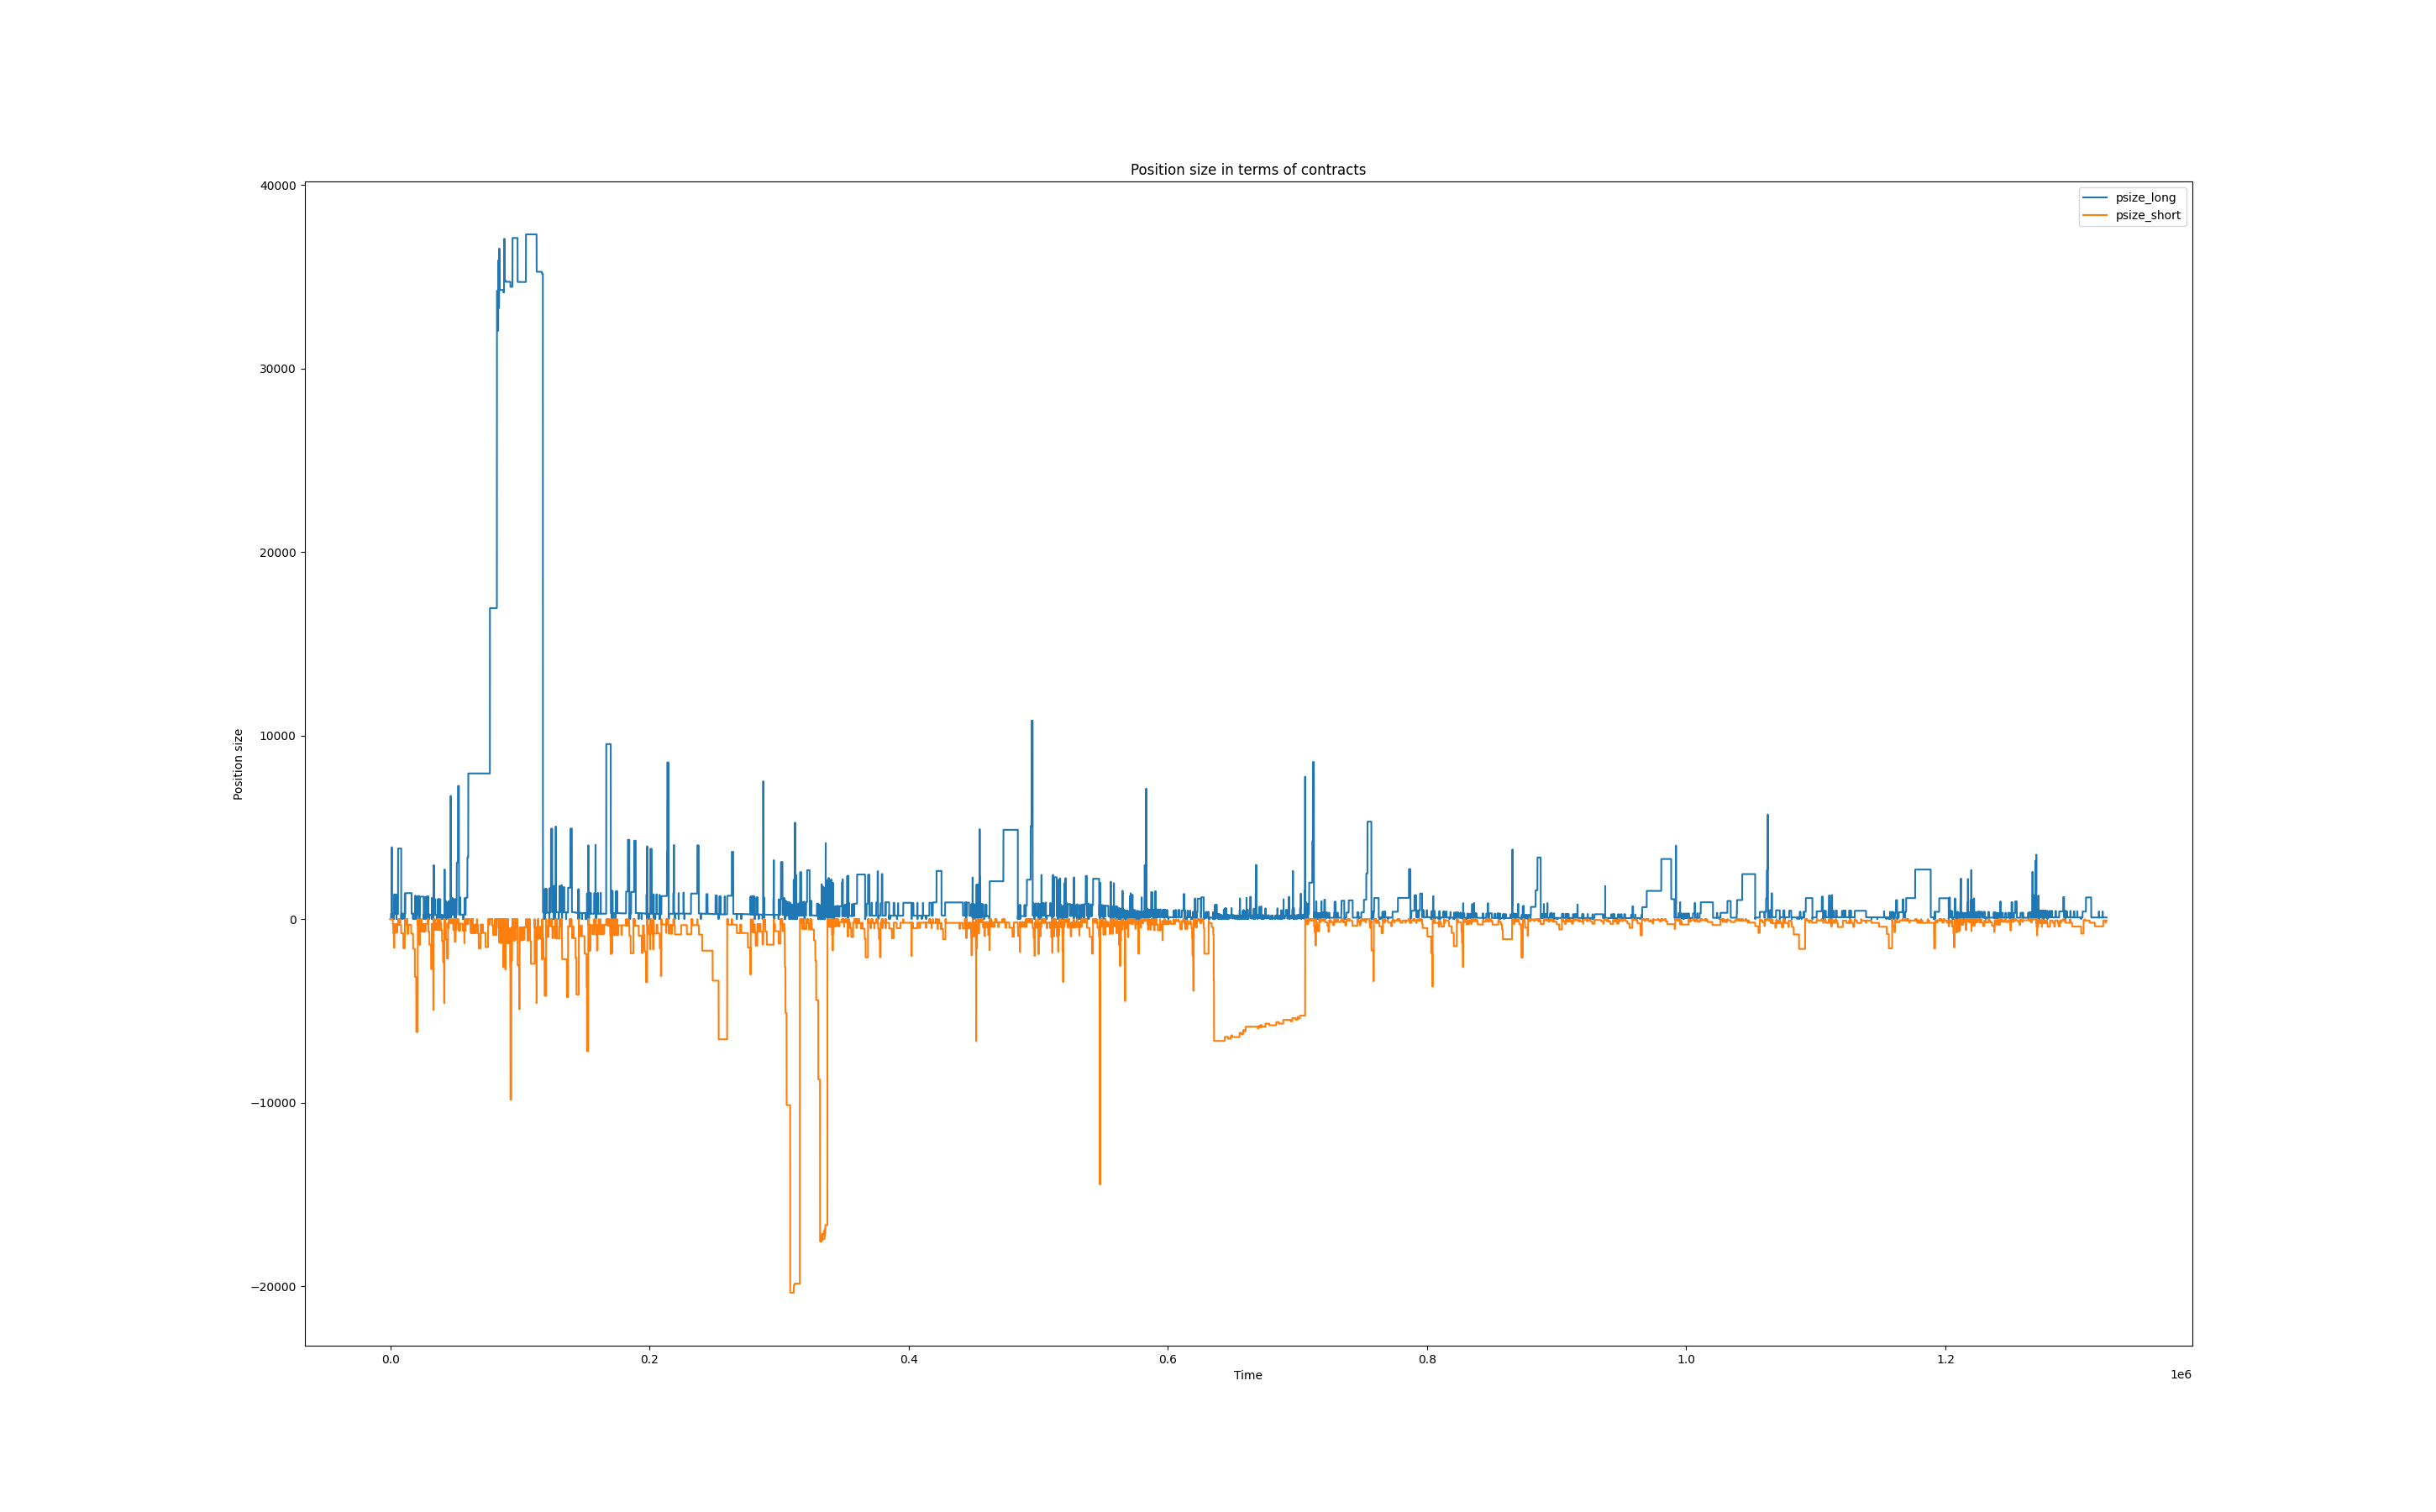 Position size in terms of contracts
psize_long
psize_short
40000
30000
20000
10000
0
−10000
−20000
Position size
0.0
0.2
0.4
0.6
0.8
1.0
1.2
Time
1e6